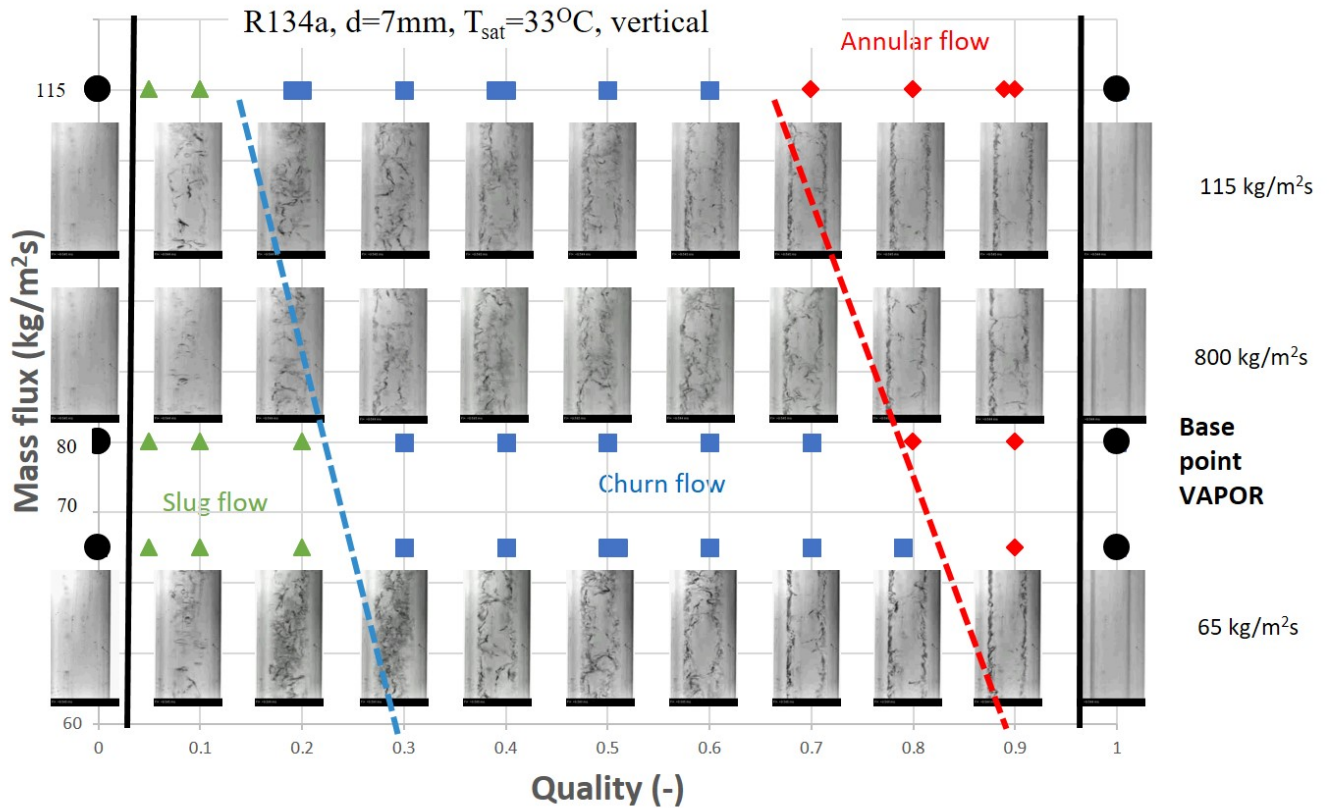 R134a, d=7mm, T_sat=33°C, vertical
Annular flow
115
115 kg/m²s
800 kg/m²s
Mass flux (kg/m²s)
80
Base
point
VAPOR
Slug flow
Churn flow
70
65 kg/m²s
60
0 0.1 0.2 0.3 0.4 0.5 0.6 0.7 0.8 0.9 1
Quality (-)